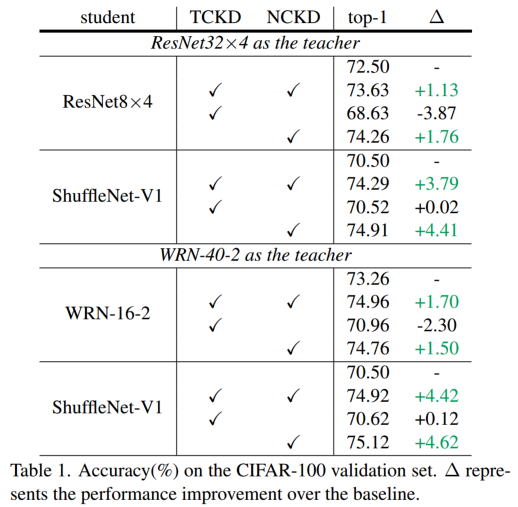 student TCKD NCKD top-1 Δ
ResNet32×4 as the teacher
72.50 -
✓ ✓ 73.63 +1.13
ResNet8×4
✓ 68.63 -3.87
✓ 74.26 +1.76
70.50 -
✓ ✓ 74.29 +3.79
ShuffleNet-V1
✓ 70.52 +0.02
✓ 74.91 +4.41
WRN-40-2 as the teacher
73.26 -
✓ ✓ 74.96 +1.70
WRN-16-2
✓ 70.96 -2.30
✓ 74.76 +1.50
70.50 -
✓ ✓ 74.92 +4.42
ShuffleNet-V1
✓ 70.62 +0.12
✓ 75.12 +4.62
Table 1. Accuracy(%) on the CIFAR-100 validation set. Δ repre-
sents the performance improvement over the baseline.